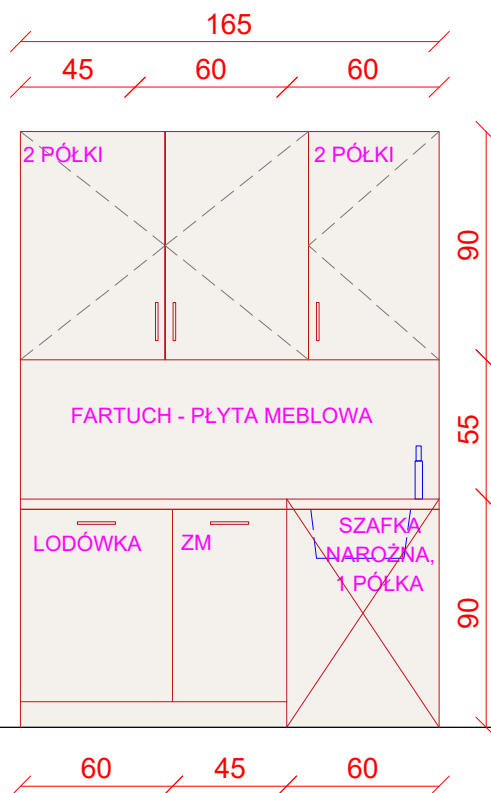 165
45 60 60
2 PÓŁKI 2 PÓŁKI
90
FARTUCH - PŁYTA MEBLOWA
55
LODÓWKA ZM SZAFKA
NAROŻNA,
1 PÓŁKA
90
60 45 60